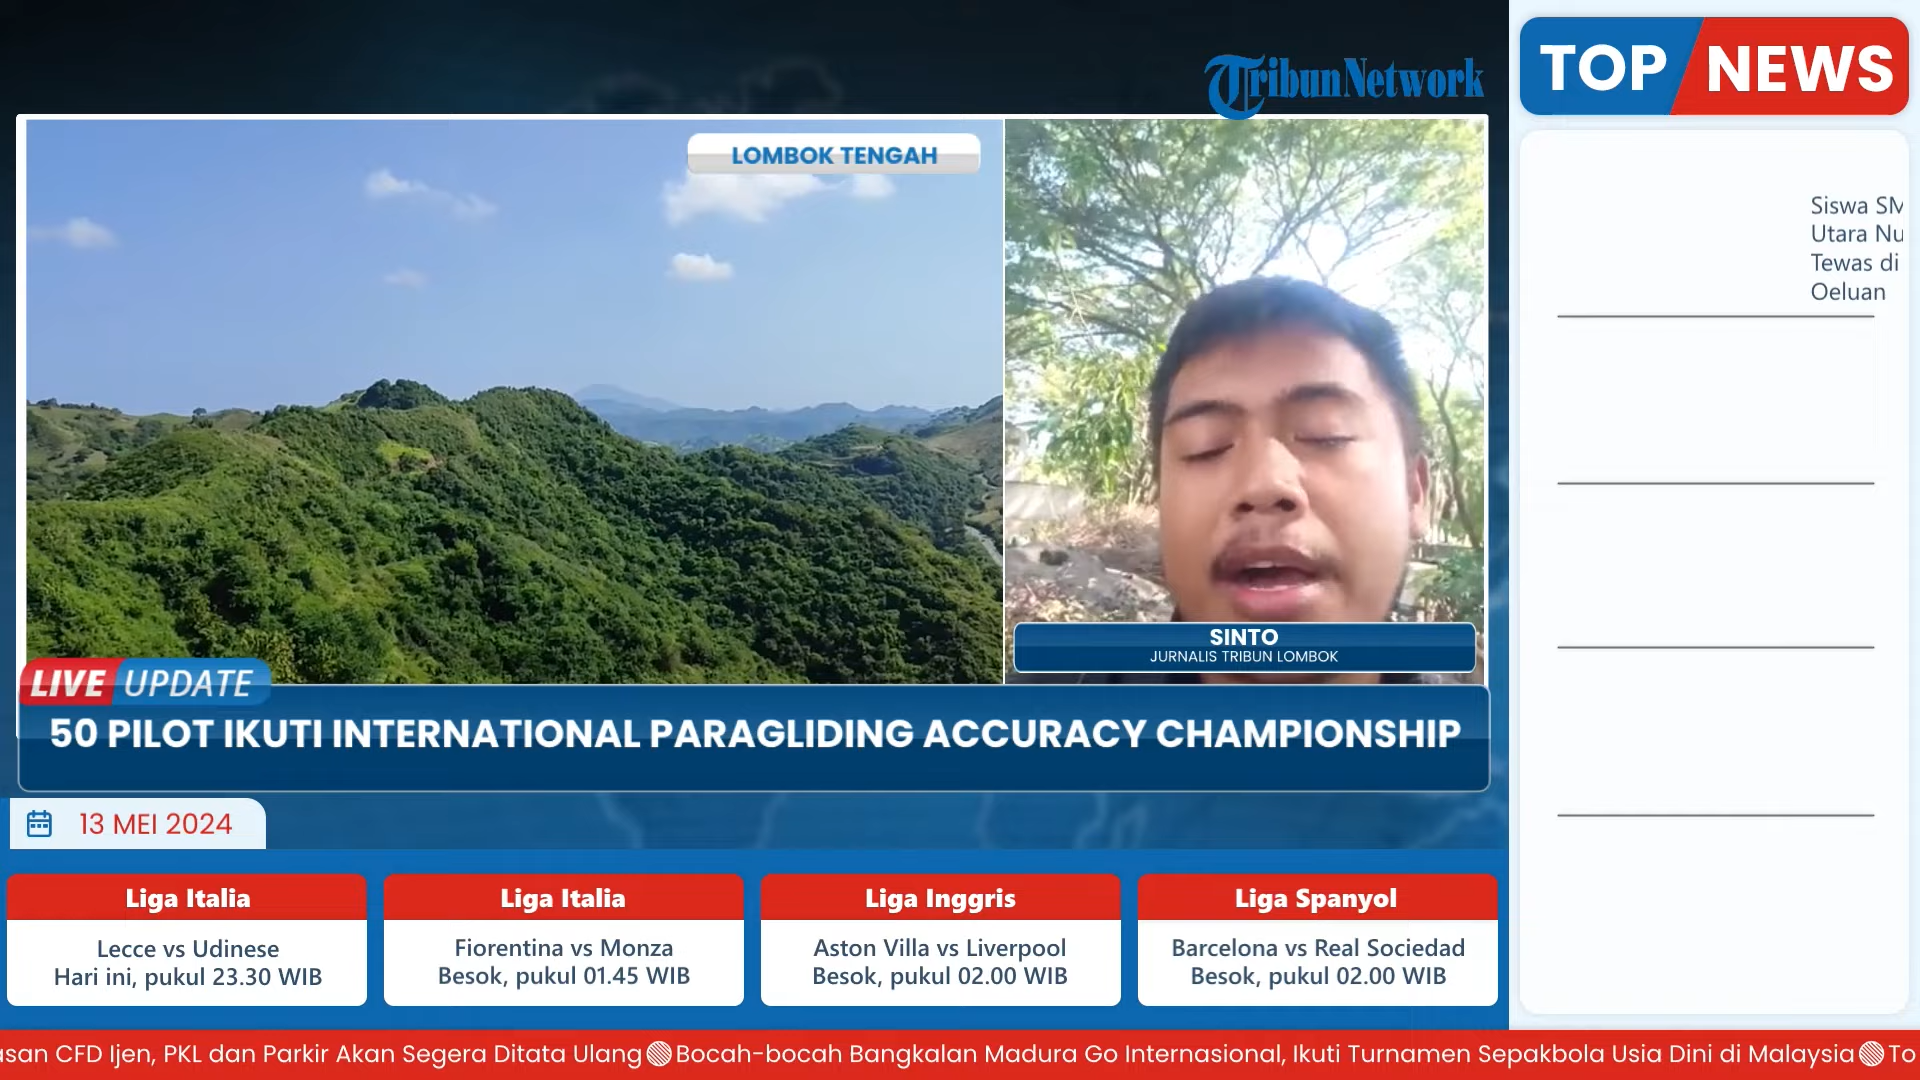 TribunNetwork
TOP NEWS
LOMBOK TENGAH
Siswa SM
Utara Nu
Tewas di
Oeluan
SINTO
JURNALIS TRIBUN LOMBOK
LIVE UPDATE
50 PILOT IKUTI INTERNATIONAL PARAGLIDING ACCURACY CHAMPIONSHIP
13 MEI 2024
Liga Italia
Lecce vs Udinese
Hari ini, pukul 23.30 WIB
Liga Italia
Fiorentina vs Monza
Besok, pukul 01.45 WIB
Liga Inggris
Aston Villa vs Liverpool
Besok, pukul 02.00 WIB
Liga Spanyol
Barcelona vs Real Sociedad
Besok, pukul 02.00 WIB
asan CFD Ijen, PKL dan Parkir Akan Segera Ditata Ulang Bocah-bocah Bangkalan Madura Go Internasional, Ikuti Turnamen Sepakbola Usia Dini di Malaysia To